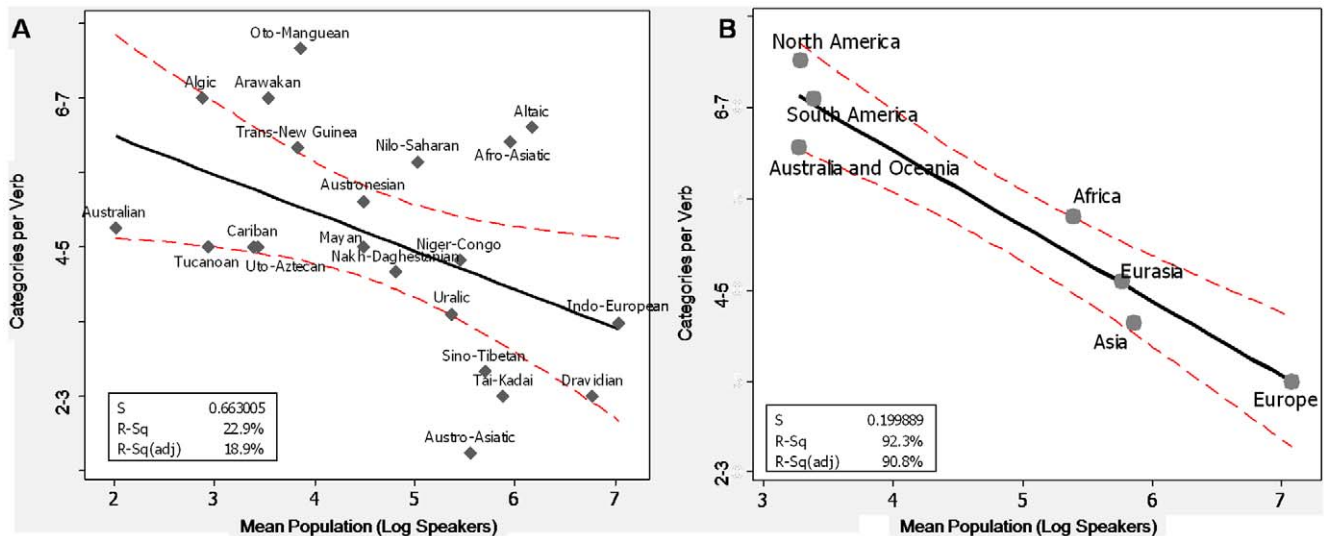 A
Oto-Manguean
Algic
Arawakan
6-7
Altaic
Trans-New Guinea
Nilo-Saharan
Afro-Asiatic
Austronesian
Australian
Cariban
Mayan
Niger-Congo
4-5
Tucanoan
Uto-Aztecan
Nakh-Daghestanian
Uralic
Indo-European
Sino-Tibetan
Tai-Kadai
Dravidian
2-3
Austro-Asiatic
S 0.663005
R-Sq 22.9%
R-Sq(adj) 18.9%
Categories per Verb
2 3 4 5 6 7
Mean Population (Log Speakers)
B
North America
6-7
South America
Australia and Oceania
Africa
4-5
Eurasia
Asia
Europe
2-3
S 0.199889
R-Sq 92.3%
R-Sq(adj) 90.8%
Categories per Verb
3 4 5 6 7
Mean Population (Log Speakers)